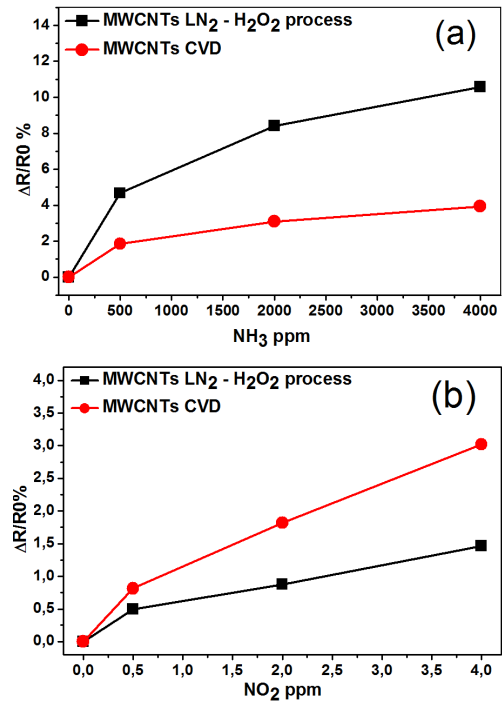 MWCNTs LN2 - H2O2 process
MWCNTs CVD
(a)
ΔR/R0 %
14
12
10
8
6
4
2
0
0 500 1000 1500 2000 2500 3000 3500 4000
NH3 ppm
MWCNTs LN2 - H2O2 process
MWCNTs CVD
(b)
ΔR/R0%
4,0
3,5
3,0
2,5
2,0
1,5
1,0
0,5
0,0
0,0 0,5 1,0 1,5 2,0 2,5 3,0 3,5 4,0
NO2 ppm